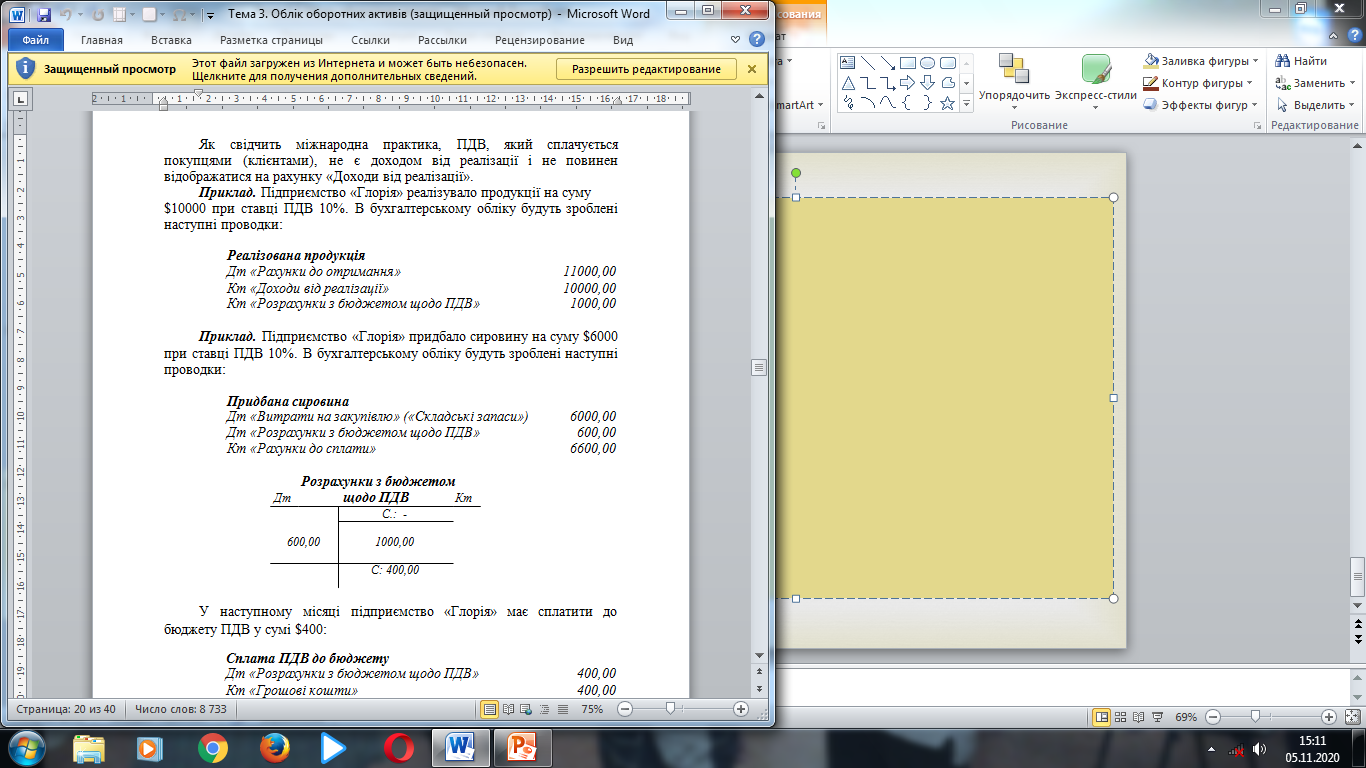 Тема 3. Облік оборотних активів (защищенный просмотр) - Microsoft Word
Файл Главная Вставка Разметка страницы Ссылки Рассылки Рецензирование Вид
Защищенный просмотр Этот файл загружен из Интернета и может быть небезопасен. Щелкните для получения дополнительных сведений. Разрешить редактирование
Як свідчить міжнародна практика, ПДВ, який сплачується
покупцями (клієнтами), не є доходом від реалізації і не повинен
відображатися на рахунку «Доходи від реалізації».
Приклад. Підприємство «Глорія» реалізувало продукції на суму
$10000 при ставці ПДВ 10%. В бухгалтерському обліку будуть зроблені
наступні проводки:
Реалізована продукція
Дт «Рахунки до отримання» 11000,00
Кт «Доходи від реалізації» 10000,00
Кт «Розрахунки з бюджетом щодо ПДВ» 1000,00
Приклад. Підприємство «Глорія» придбало сировину на суму $6000
при ставці ПДВ 10%. В бухгалтерському обліку будуть зроблені наступні
проводки:
Придбана сировина
Дт «Витрати на закупівлю» («Складські запаси») 6000,00
Дт «Розрахунки з бюджетом щодо ПДВ» 600,00
Кт «Рахунки до сплати» 6600,00
Розрахунки з бюджетом
Дт щодо ПДВ Кт
С.: -
600,00 1000,00
С: 400,00
У наступному місяці підприємство «Глорія» має сплатити до
бюджету ПДВ у сумі $400:
Сплата ПДВ до бюджету
Дт «Розрахунки з бюджетом щодо ПДВ» 400,00
Кт «Грошові кошти» 400,00
Страница: 20 из 40 Число слов: 8 733 75%
сования
ат
martArt
Упорядочить
Экспресс-стили
Заливка фигуры
Контур фигуры
Эффекты фигур
Рисование
Найти
Заменить
Выделить
Редактирование
69%
15:11
05.11.2020